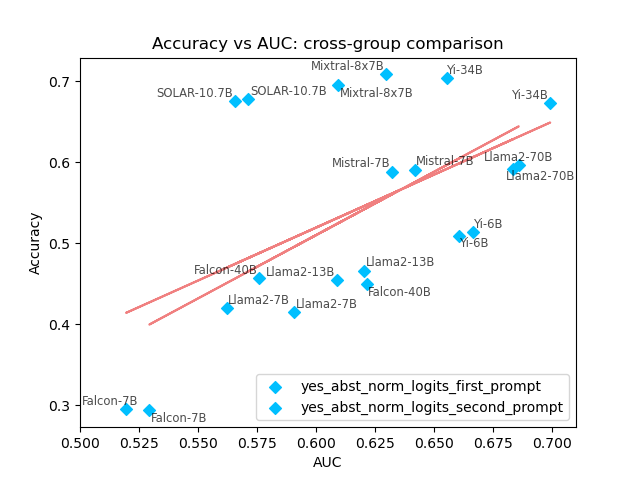 Accuracy vs AUC: cross-group comparison
Mixtral-8x7B
Yi-34B
SOLAR-10.7B
SOLAR-10.7B
Mixtral-8x7B
Yi-34B
Mistral-7B
Mistral-7B
Llama2-70B
Llama2-70B
Yi-6B
Yi-6B
Falcon-40B
Llama2-13B
Llama2-13B
Falcon-40B
Llama2-7B
Llama2-7B
Falcon-7B
Falcon-7B
0.7
0.6
0.5
0.4
0.3
Accuracy
yes_abst_norm_logits_first_prompt
yes_abst_norm_logits_second_prompt
0.500 0.525 0.550 0.575 0.600 0.625 0.650 0.675 0.700
AUC